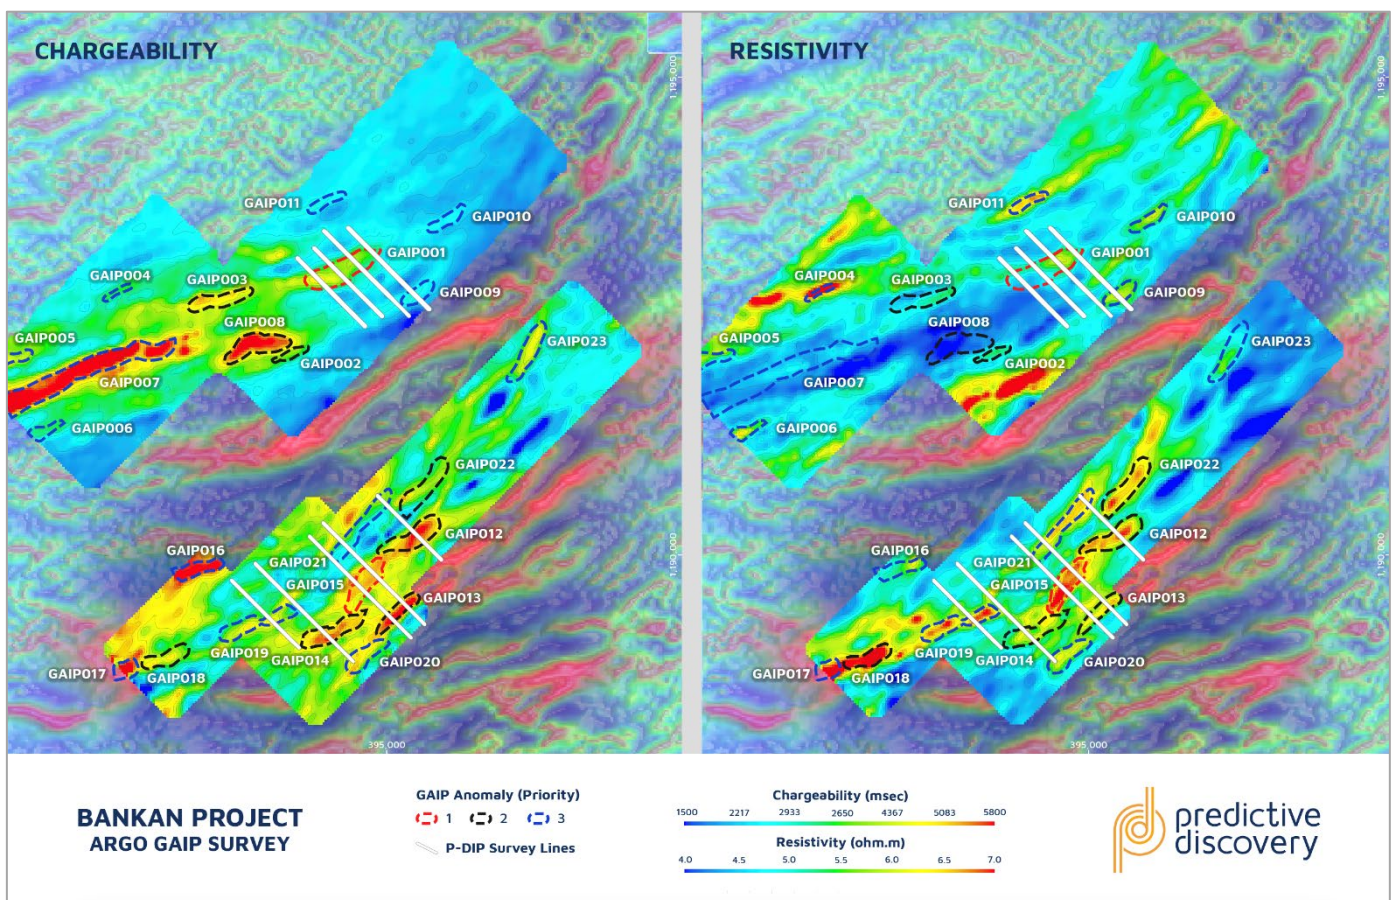 CHARGEABILITY
1,195,000
GAIP011
GAIP010
GAIP001
GAIP004
GAIP003
GAIP009
GAIP008
GAIP005
GAIP002
GAIP023
GAIP007
GAIP006
GAIP022
GAIP012
GAIP016
1,190,000
GAIP021
GAIP015
GAIP013
GAIP019
GAIP014
GAIP020
GAIP017
GAIP018
395 000
RESISTIVITY
1,195,000
GAIP011
GAIP010
GAIP001
GAIP004
GAIP003
GAIP009
GAIP008
GAIP005
GAIP002
GAIP023
GAIP007
GAIP006
GAIP022
GAIP012
GAIP016
1,190,000
GAIP021
GAIP015
GAIP013
GAIP019
GAIP014
GAIP020
GAIP017
GAIP018
395 000
BANKAN PROJECT
ARGO GAIP SURVEY
GAIP Anomaly (Priority)
1 2 3
P-DIP Survey Lines
Chargeability (msec)
1500 2217 2933 2650 4367 5083 5800
Resistivity (ohm.m)
4.0 4.5 5.0 5.5 6.0 6.5 7.0
predictive
discovery